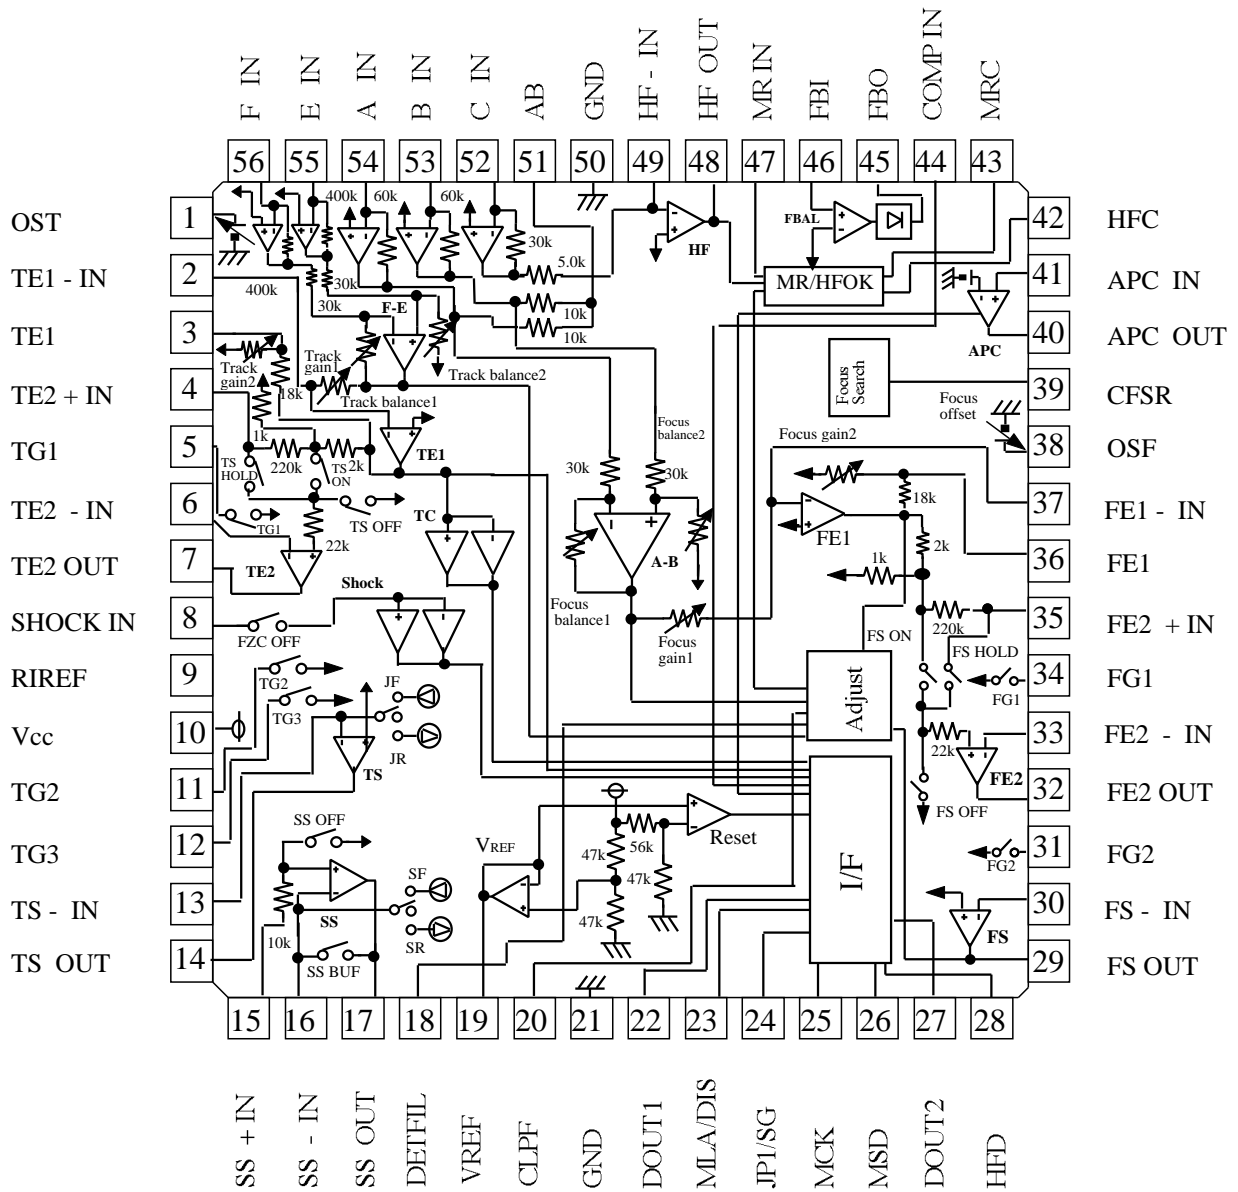 F IN
E IN
A IN
B IN
C IN
AB
GND
HF - IN
HF OUT
MR IN
FBI
FBO
COMP IN
MRC
56
55
54
53
52
51
50
49
48
47
46
45
44
43
OST
1
TE1 - IN
2
TE1
3
TE2 + IN
4
TG1
5
TE2 - IN
6
TE2 OUT
7
SHOCK IN
8
RIREF
9
Vcc
10
TG2
11
TG3
12
TS - IN
13
TS OUT
14
42
HFC
41
APC IN
40
APC OUT
39
CFSR
38
OSF
37
FE1 - IN
36
FE1
35
FE2 + IN
34
FG1
33
FE2 - IN
32
FE2 OUT
31
FG2
30
FS - IN
29
FS OUT
400k
60k
60k
30k
5.0k
10k
10k
HF
FBAL
MR/HFOK
APC
400k
30k
30k
F-E
Track gain2
18k
Track gain1
Track balance1
Track balance2
1k
220k
2k
TS HOLD
TS ON
TS OFF
TE1
TG1
22k
TE2
TC
Shock
FZC OFF
TG2
TG3
JF
JR
TS
Focus balance2
30k
30k
A-B
Focus balance1
Focus gain1
Focus Search
Focus offset
Focus gain2
18k
FE1
2k
1k
220k
FS ON
FS HOLD
FG1
Adjust
22k
FE2
FS OFF
FG2
FS
SS OFF
SS
10k
SS BUF
SF
SR
VREF
47k
56k
47k
47k
Reset
I/F
15
16
17
18
19
20
21
22
23
24
25
26
27
28
SS + IN
SS - IN
SS OUT
DETFIL
VREF
CLPF
GND
DOUT1
MLA/DIS
JP1/SG
MCK
MSD
DOUT2
HFD